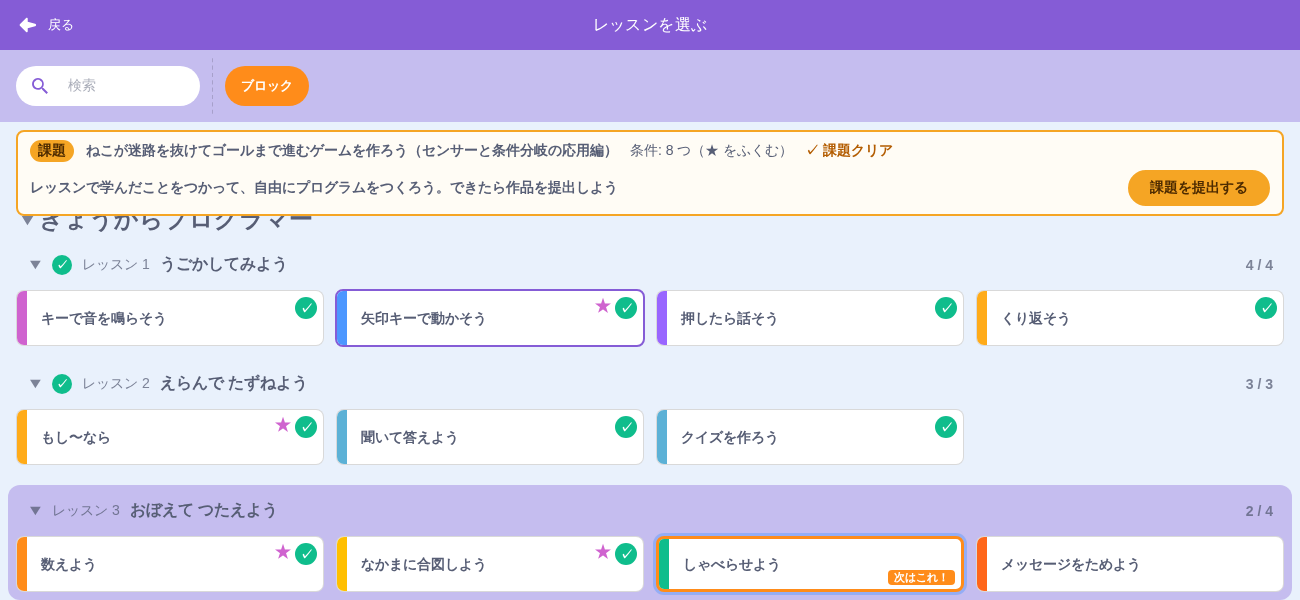 戻る
レッスンを選ぶ
検索
ブロック
課題 ねこが迷路を抜けてゴールまで進むゲームを作ろう（センサーと条件分岐の応用編） 条件: 8 つ（★ をふくむ） ✓ 課題クリア
レッスンで学んだことをつかって、自由にプログラムをつくろう。できたら作品を提出しよう
課題を提出する
▼ きょうからプログラマー
▼ ✓ レッスン 1 うごかしてみよう 4 / 4
キーで音を鳴らそう ✓
矢印キーで動かそう ★ ✓
押したら話そう ✓
くり返そう ✓
▼ ✓ レッスン 2 えらんで たずねよう 3 / 3
もし〜なら ★ ✓
聞いて答えよう ✓
クイズを作ろう ✓
▼ レッスン 3 おぼえて つたえよう 2 / 4
数えよう ★ ✓
なかまに合図しよう ★ ✓
しゃべらせよう
次はこれ！
メッセージをためよう